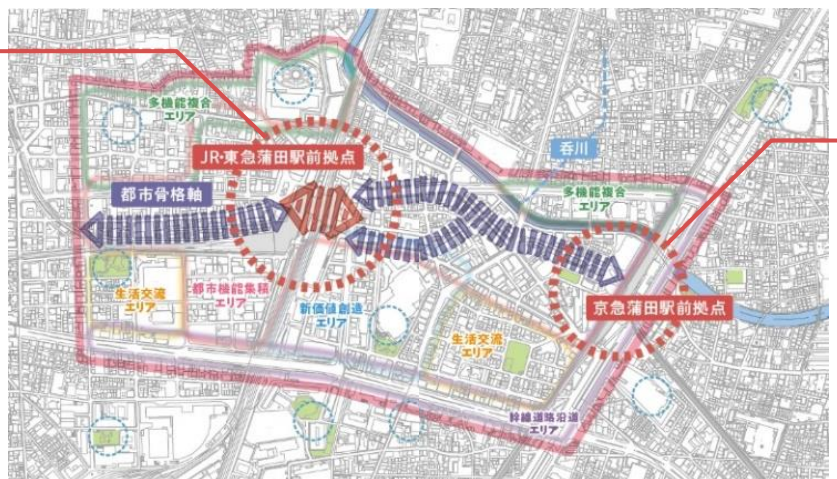 多機能複合
エリア
JR・東急蒲田駅前拠点
呑川
都市骨格軸
多機能複合
エリア
生活交流
エリア
都市機能集積
エリア
新価値創造
エリア
京急蒲田駅前拠点
生活交流
エリア
幹線道路沿道
エリア